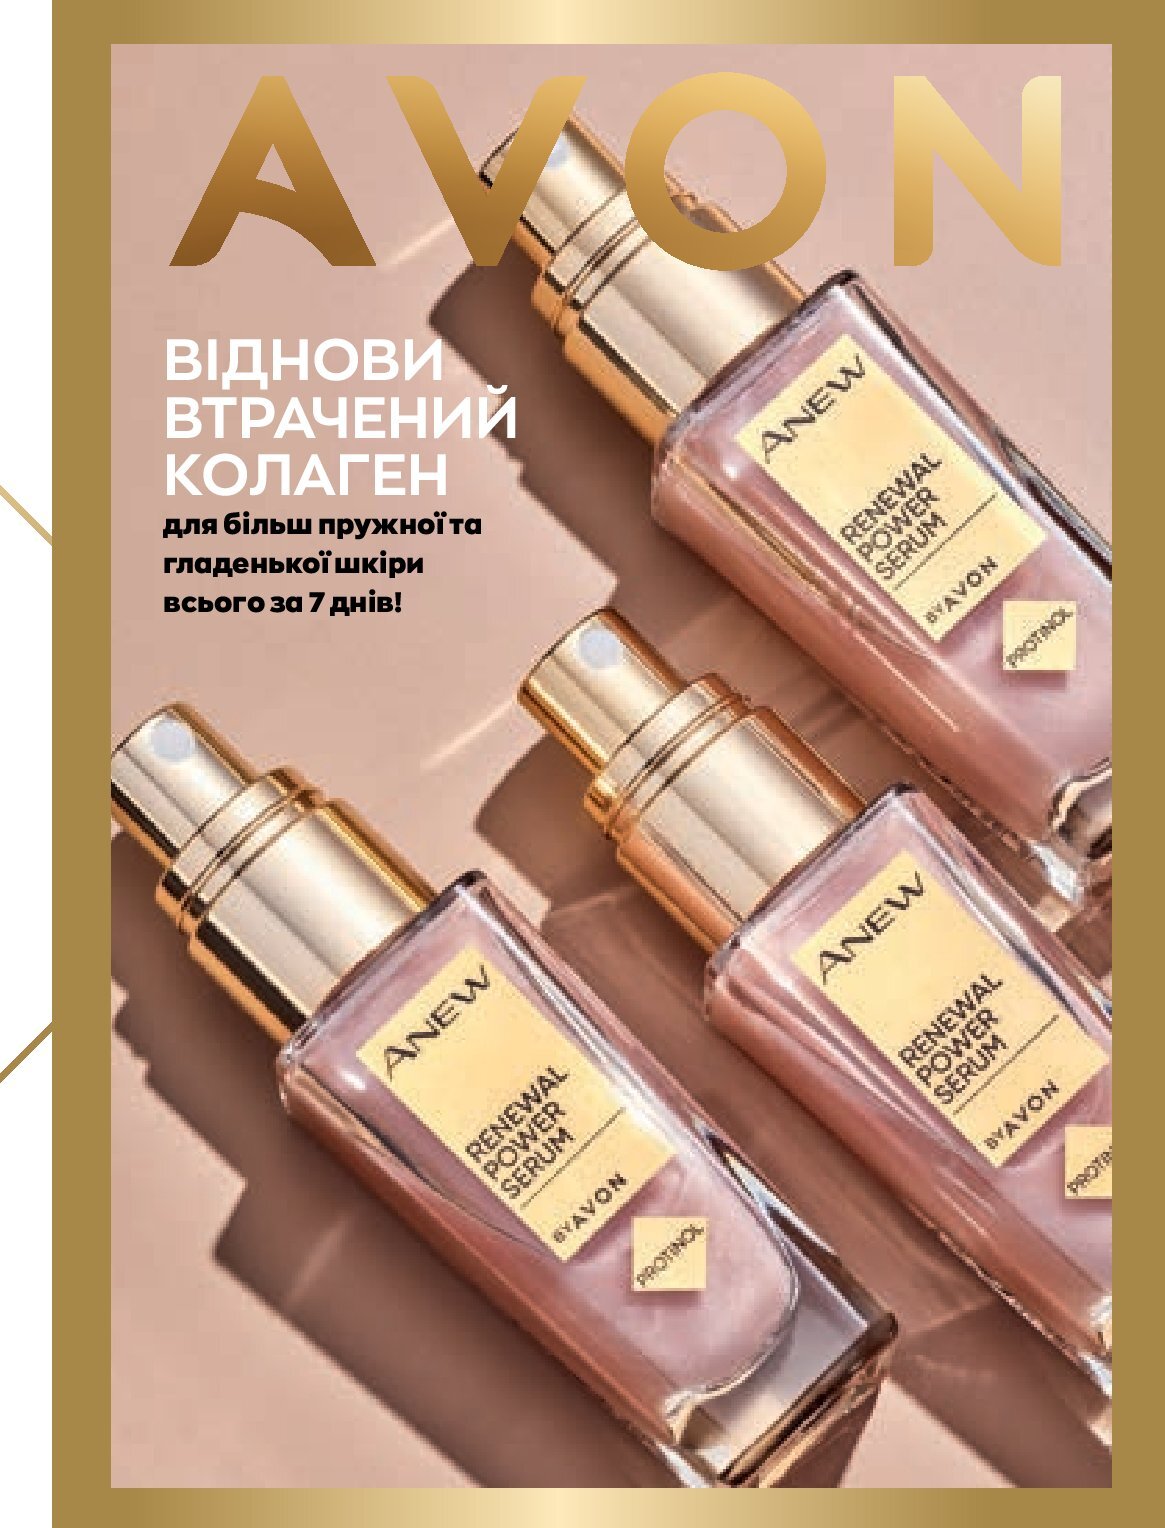 AVON
ВІДНОВИ
ВТРАЧЕНИЙ
КОЛАГЕН
для більш пружної та
гладенької шкіри
всього за 7 днів!
ANEW
RENEWAL
POWER
SERUM
BY AVON
PROTINOL
ANEW
RENEWAL
POWER
SERUM
BY AVON
ANEW
RENEWAL
POWER
SERUM
BY AVON
PROTINOL